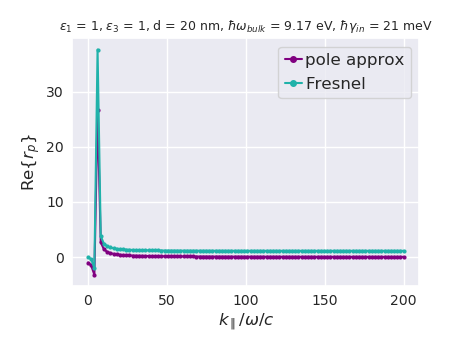 ε₁ = 1, ε₃ = 1, d = 20 nm, ħω_bulk = 9.17 eV, ħγ_in = 21 meV
pole approx
Fresnel
Re{r_p}
30
20
10
0
0 50 100 150 200
k_∥/ω/c